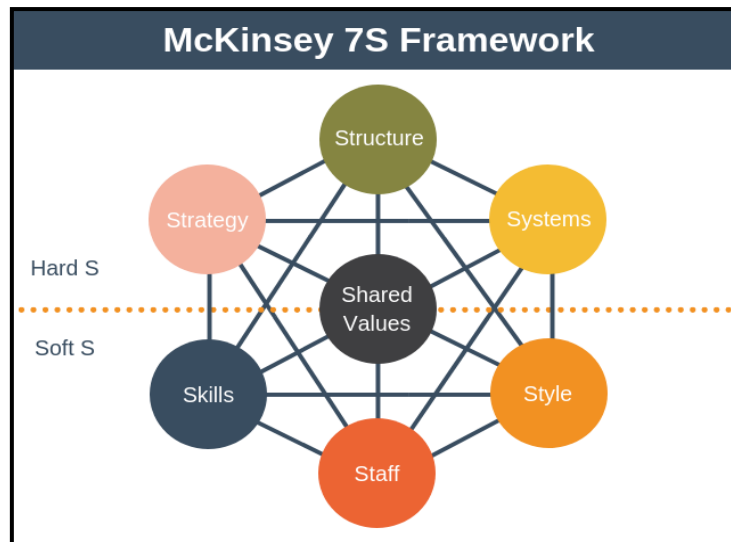 McKinsey 7S Framework
Structure
Strategy
Systems
Hard S
Shared
Values
Soft S
Skills
Style
Staff